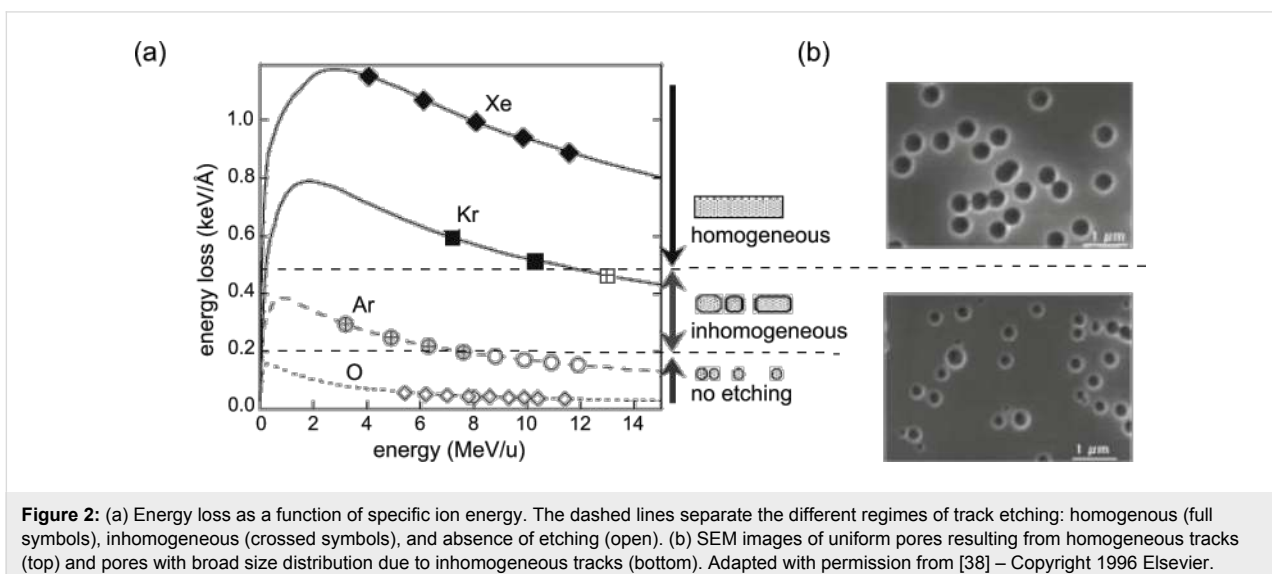 (a)
(b)
energy loss (keV/Å)
1.0
0.8
0.6
0.4
0.2
0.0
Xe
Kr
Ar
O
0 2 4 6 8 10 12 14
energy (MeV/u)
homogeneous
inhomogeneous
no etching
1 µm
1 µm
Figure 2: (a) Energy loss as a function of specific ion energy. The dashed lines separate the different regimes of track etching: homogenous (full
symbols), inhomogeneous (crossed symbols), and absence of etching (open). (b) SEM images of uniform pores resulting from homogeneous tracks
(top) and pores with broad size distribution due to inhomogeneous tracks (bottom). Adapted with permission from [38] – Copyright 1996 Elsevier.